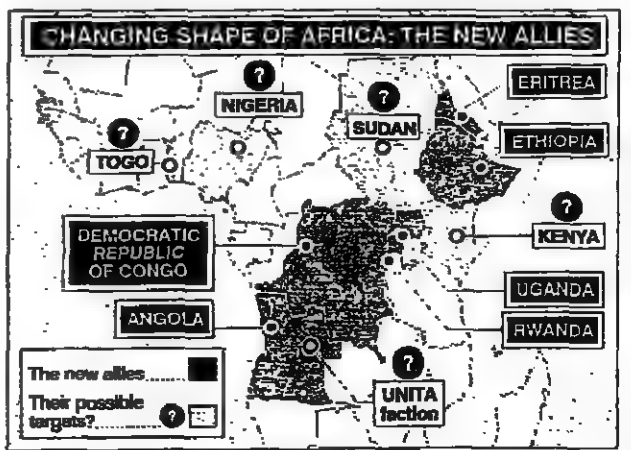 CHANGING SHAPE OF AFRICA: THE NEW ALLIES
?
NIGERIA
?
SUDAN
ERITREA
?
TOGO
ETHIOPIA
?
KENYA
DEMOCRATIC
REPUBLIC
OF CONGO
UGANDA
ANGOLA
RWANDA
?
UNITA
faction
The new allies
Their possible
targets? ?